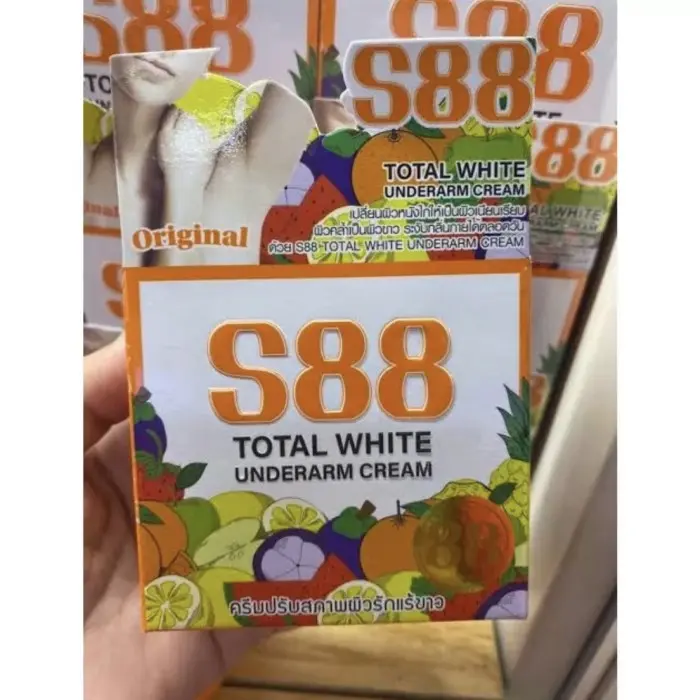 S88
S88
S88
TOTAL WHITE
UNDERARM CREAM
เปลี่ยนผิวหนังไก่ให้เป็นผิวเนียนเรียบ
ผิวคล้ำเป็นผิวขาว ระงับกลิ่นกายได้ตลอดวัน
ด้วย S88 TOTAL WHITE UNDERARM CREAM
Original
S88
TOTAL WHITE
UNDERARM CREAM
88
ครีมปรับสภาพผิวรักแร้ขาว